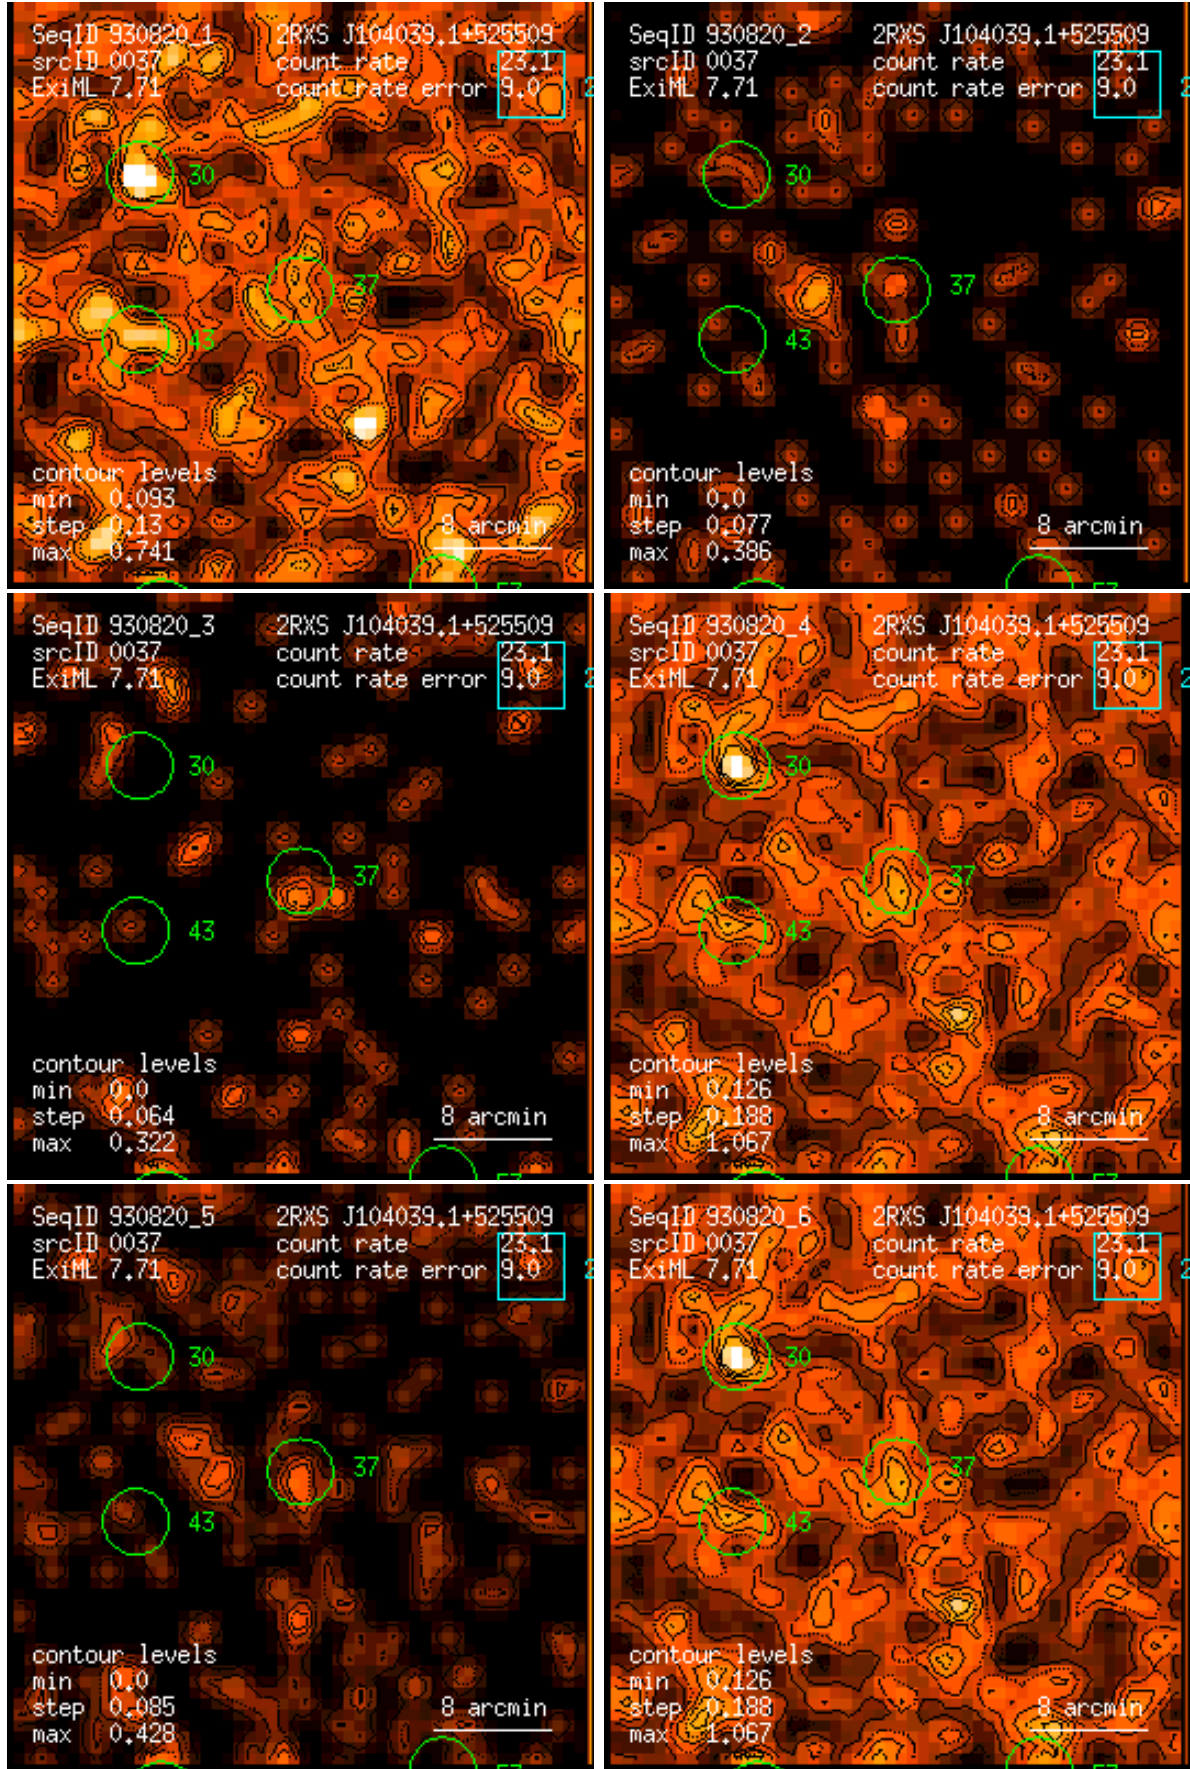 SeqID 930820_1 2RXS J104039.1+525509
srcID 0037 count rate 23.1
ExiML 7.71 count rate error 9.0 2
30
37
43
contour levels
min 0.093
step 0.13 8 arcmin
max 0.741
SeqID 930820_2 2RXS J104039.1+525509
srcID 0037 count rate 23.1
ExiML 7.71 count rate error 9.0 2
30
37
43
contour levels
min 0.0
step 0.077 8 arcmin
max 0.386
SeqID 930820_3 2RXS J104039.1+525509
srcID 0037 count rate 23.1
ExiML 7.71 count rate error 9.0 2
30
37
43
contour levels
min 0.0
step 0.064 8 arcmin
max 0.322
SeqID 930820_4 2RXS J104039.1+525509
srcID 0037 count rate 23.1
ExiML 7.71 count rate error 9.0 2
30
37
43
contour levels
min 0.126
step 0.188 8 arcmin
max 1.067
SeqID 930820_5 2RXS J104039.1+525509
srcID 0037 count rate 23.1
ExiML 7.71 count rate error 9.0 2
30
37
43
contour levels
min 0.0
step 0.085 8 arcmin
max 0.428
SeqID 930820_6 2RXS J104039.1+525509
srcID 0037 count rate 23.1
ExiML 7.71 count rate error 9.0 2
30
37
43
contour levels
min 0.126
step 0.188 8 arcmin
max 1.067